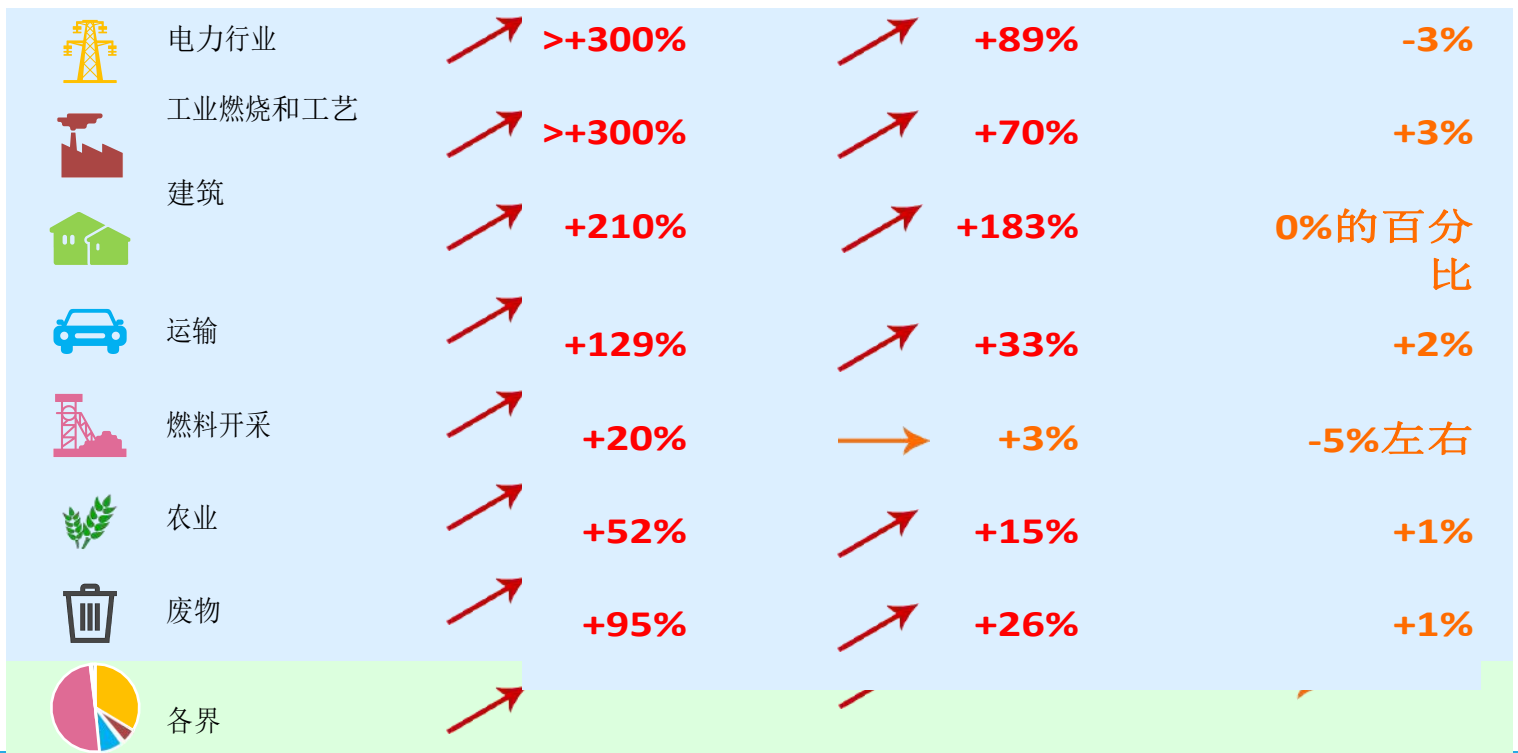 电力行业 >+300% +89% -3%
工业燃烧和工艺 >+300% +70% +3%
建筑 +210% +183% 0%的百分
比
运输 +129% +33% +2%
燃料开采 +20% +3% -5%左右
农业 +52% +15% +1%
废物 +95% +26% +1%
各界